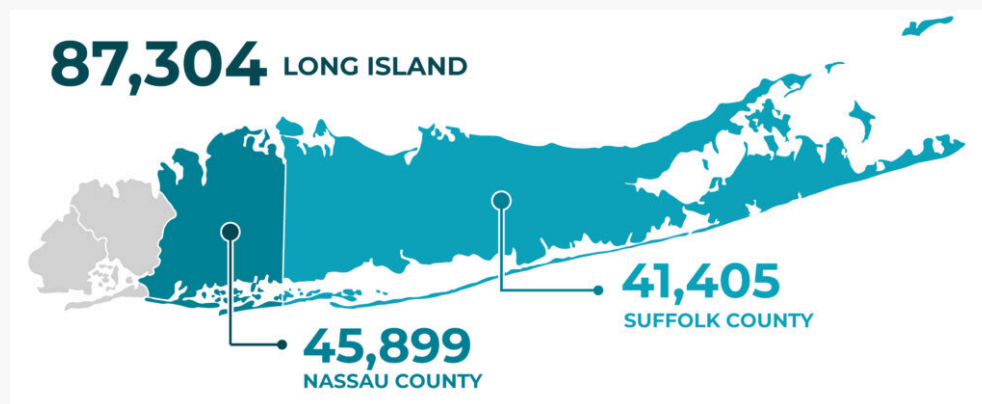 87,304 LONG ISLAND
41,405
SUFFOLK COUNTY
45,899
NASSAU COUNTY